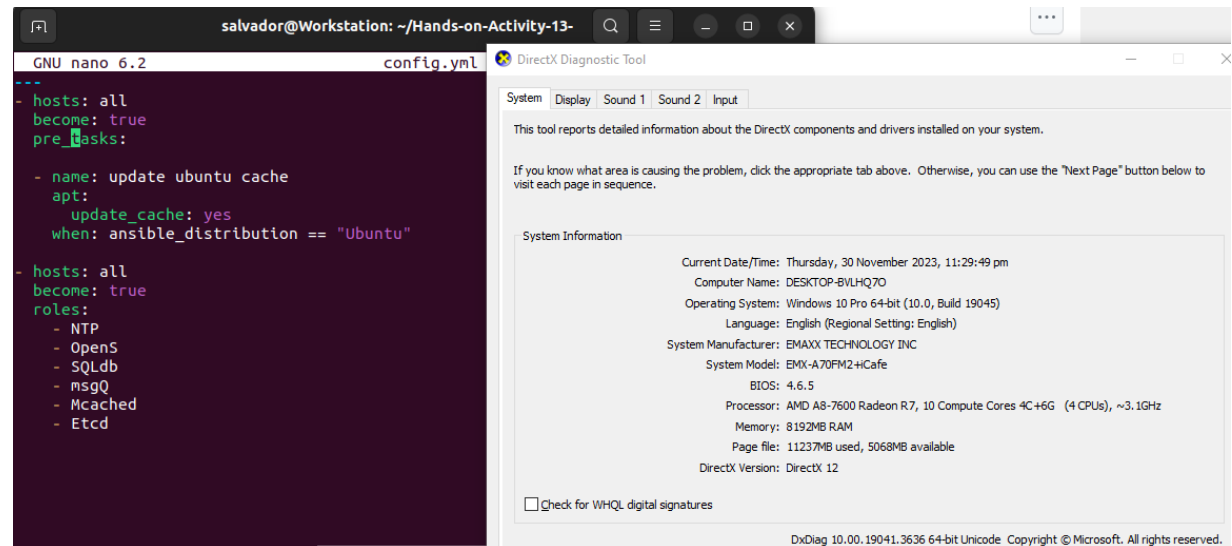 salvador@Workstation: ~/Hands-on-Activity-13-
GNU nano 6.2 config.yml
---
- hosts: all
  become: true
  pre_tasks:

  - name: update ubuntu cache
    apt:
      update_cache: yes
    when: ansible_distribution == "Ubuntu"

- hosts: all
  become: true
  roles:
    - NTP
    - OpenS
    - SQLdb
    - msgQ
    - Mcached
    - Etcd
DirectX Diagnostic Tool
System Display Sound 1 Sound 2 Input
This tool reports detailed information about the DirectX components and drivers installed on your system.
If you know what area is causing the problem, click the appropriate tab above. Otherwise, you can use the "Next Page" button below to
visit each page in sequence.
System Information
Current Date/Time: Thursday, 30 November 2023, 11:29:49 pm
Computer Name: DESKTOP-BVLHQ7O
Operating System: Windows 10 Pro 64-bit (10.0, Build 19045)
Language: English (Regional Setting: English)
System Manufacturer: EMAXX TECHNOLOGY INC
System Model: EMX-A70FM2+iCafe
BIOS: 4.6.5
Processor: AMD A8-7600 Radeon R7, 10 Compute Cores 4C+6G (4 CPUs), ~3.1GHz
Memory: 8192MB RAM
Page file: 11237MB used, 5068MB available
DirectX Version: DirectX 12
Check for WHQL digital signatures
DxDiag 10.00.19041.3636 64-bit Unicode Copyright © Microsoft. All rights reserved.